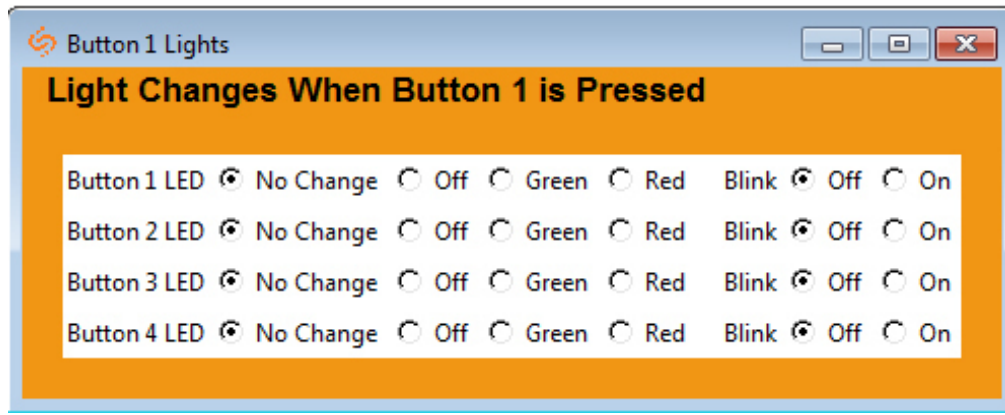 Button 1 Lights
Light Changes When Button 1 is Pressed
Button 1 LED No Change Off Green Red Blink Off On
Button 2 LED No Change Off Green Red Blink Off On
Button 3 LED No Change Off Green Red Blink Off On
Button 4 LED No Change Off Green Red Blink Off On